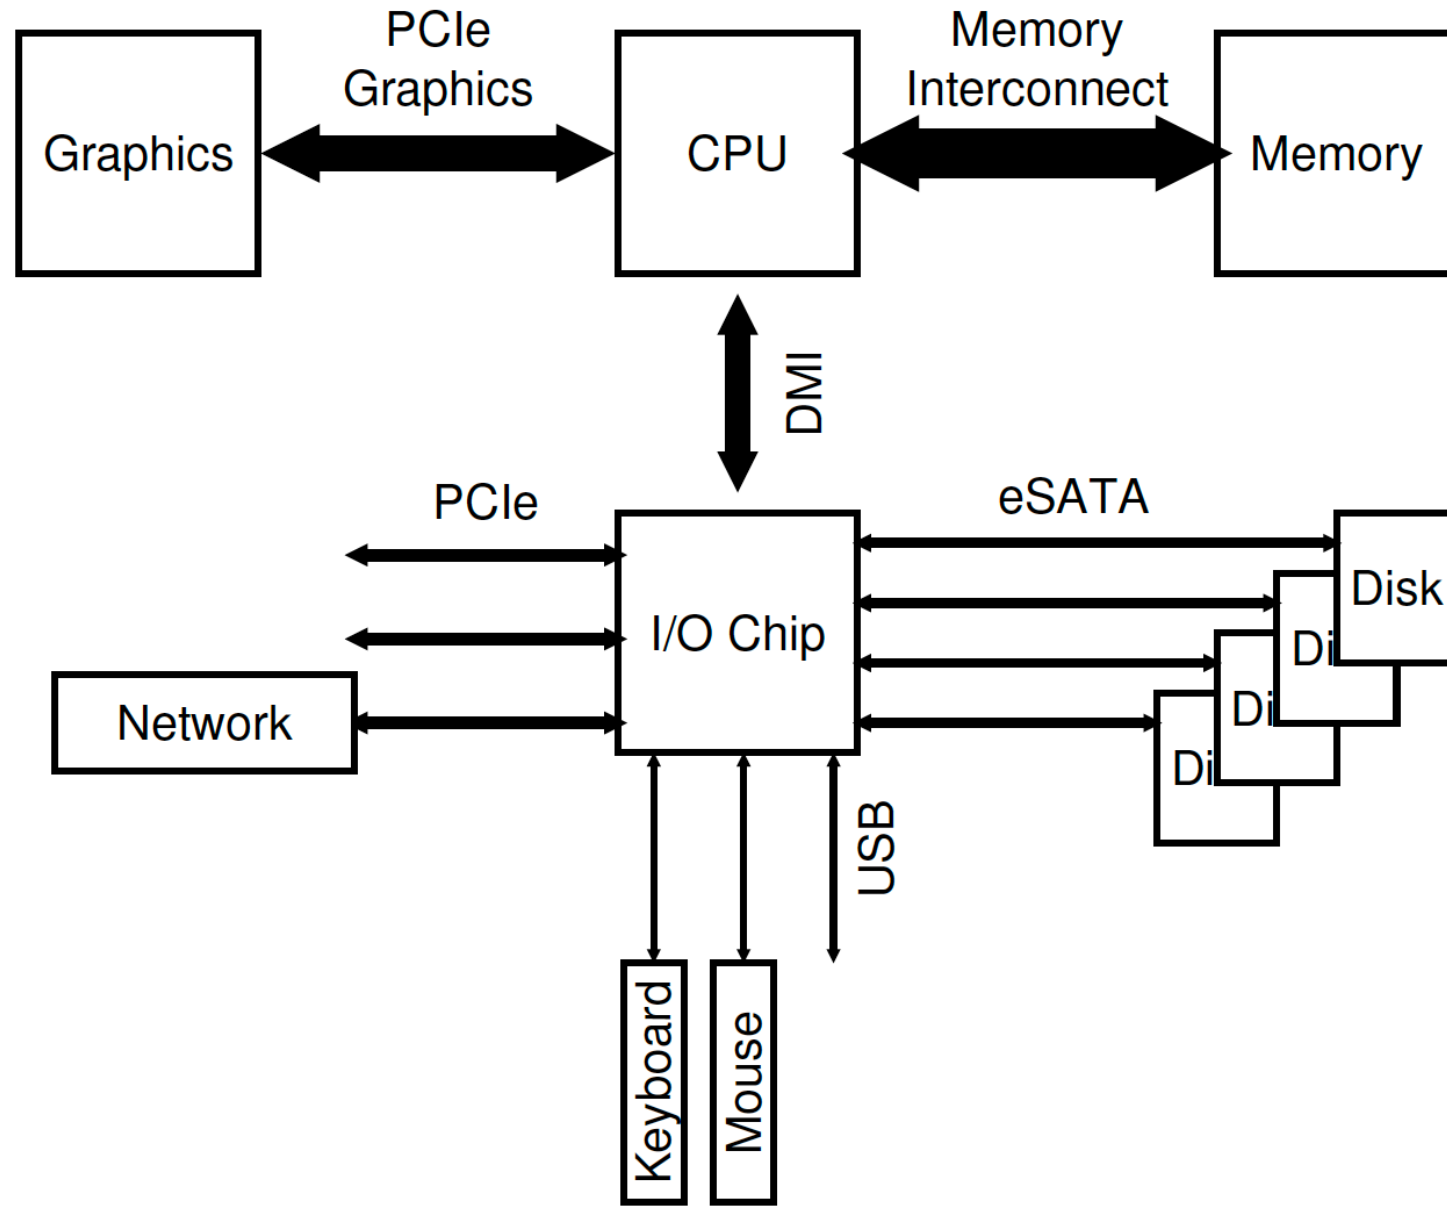 PCIe
Graphics
Memory
Interconnect
Graphics
CPU
Memory
DMI
PCIe
eSATA
I/O Chip
Disk
Di
Di
Di
Network
USB
Keyboard
Mouse